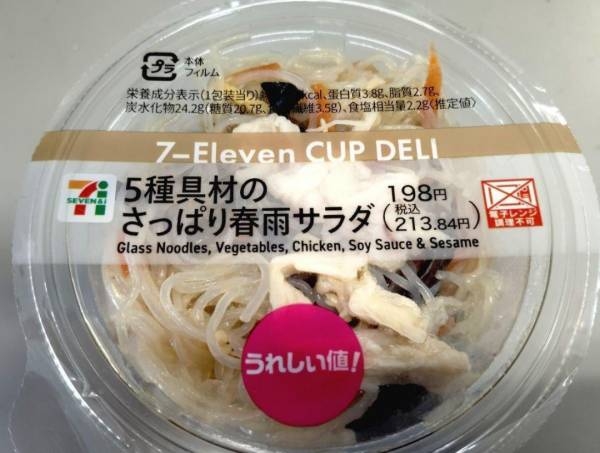 プラ
本体
フィルム
栄養成分表示(1包装当り)kcal、蛋白質3.8g、脂質2.7g、
炭水化物24.2g(糖質20.7g、繊維3.5g)、食塩相当量2.2g〈推定値〉
7-Eleven CUP DELI
SEVEN&i
5種具材の
さっぱり春雨サラダ
198円
(税込
213.84円)
電子レンジ
調理不可
Glass Noodles, Vegetables, Chicken, Soy Sauce & Sesame
うれしい値!